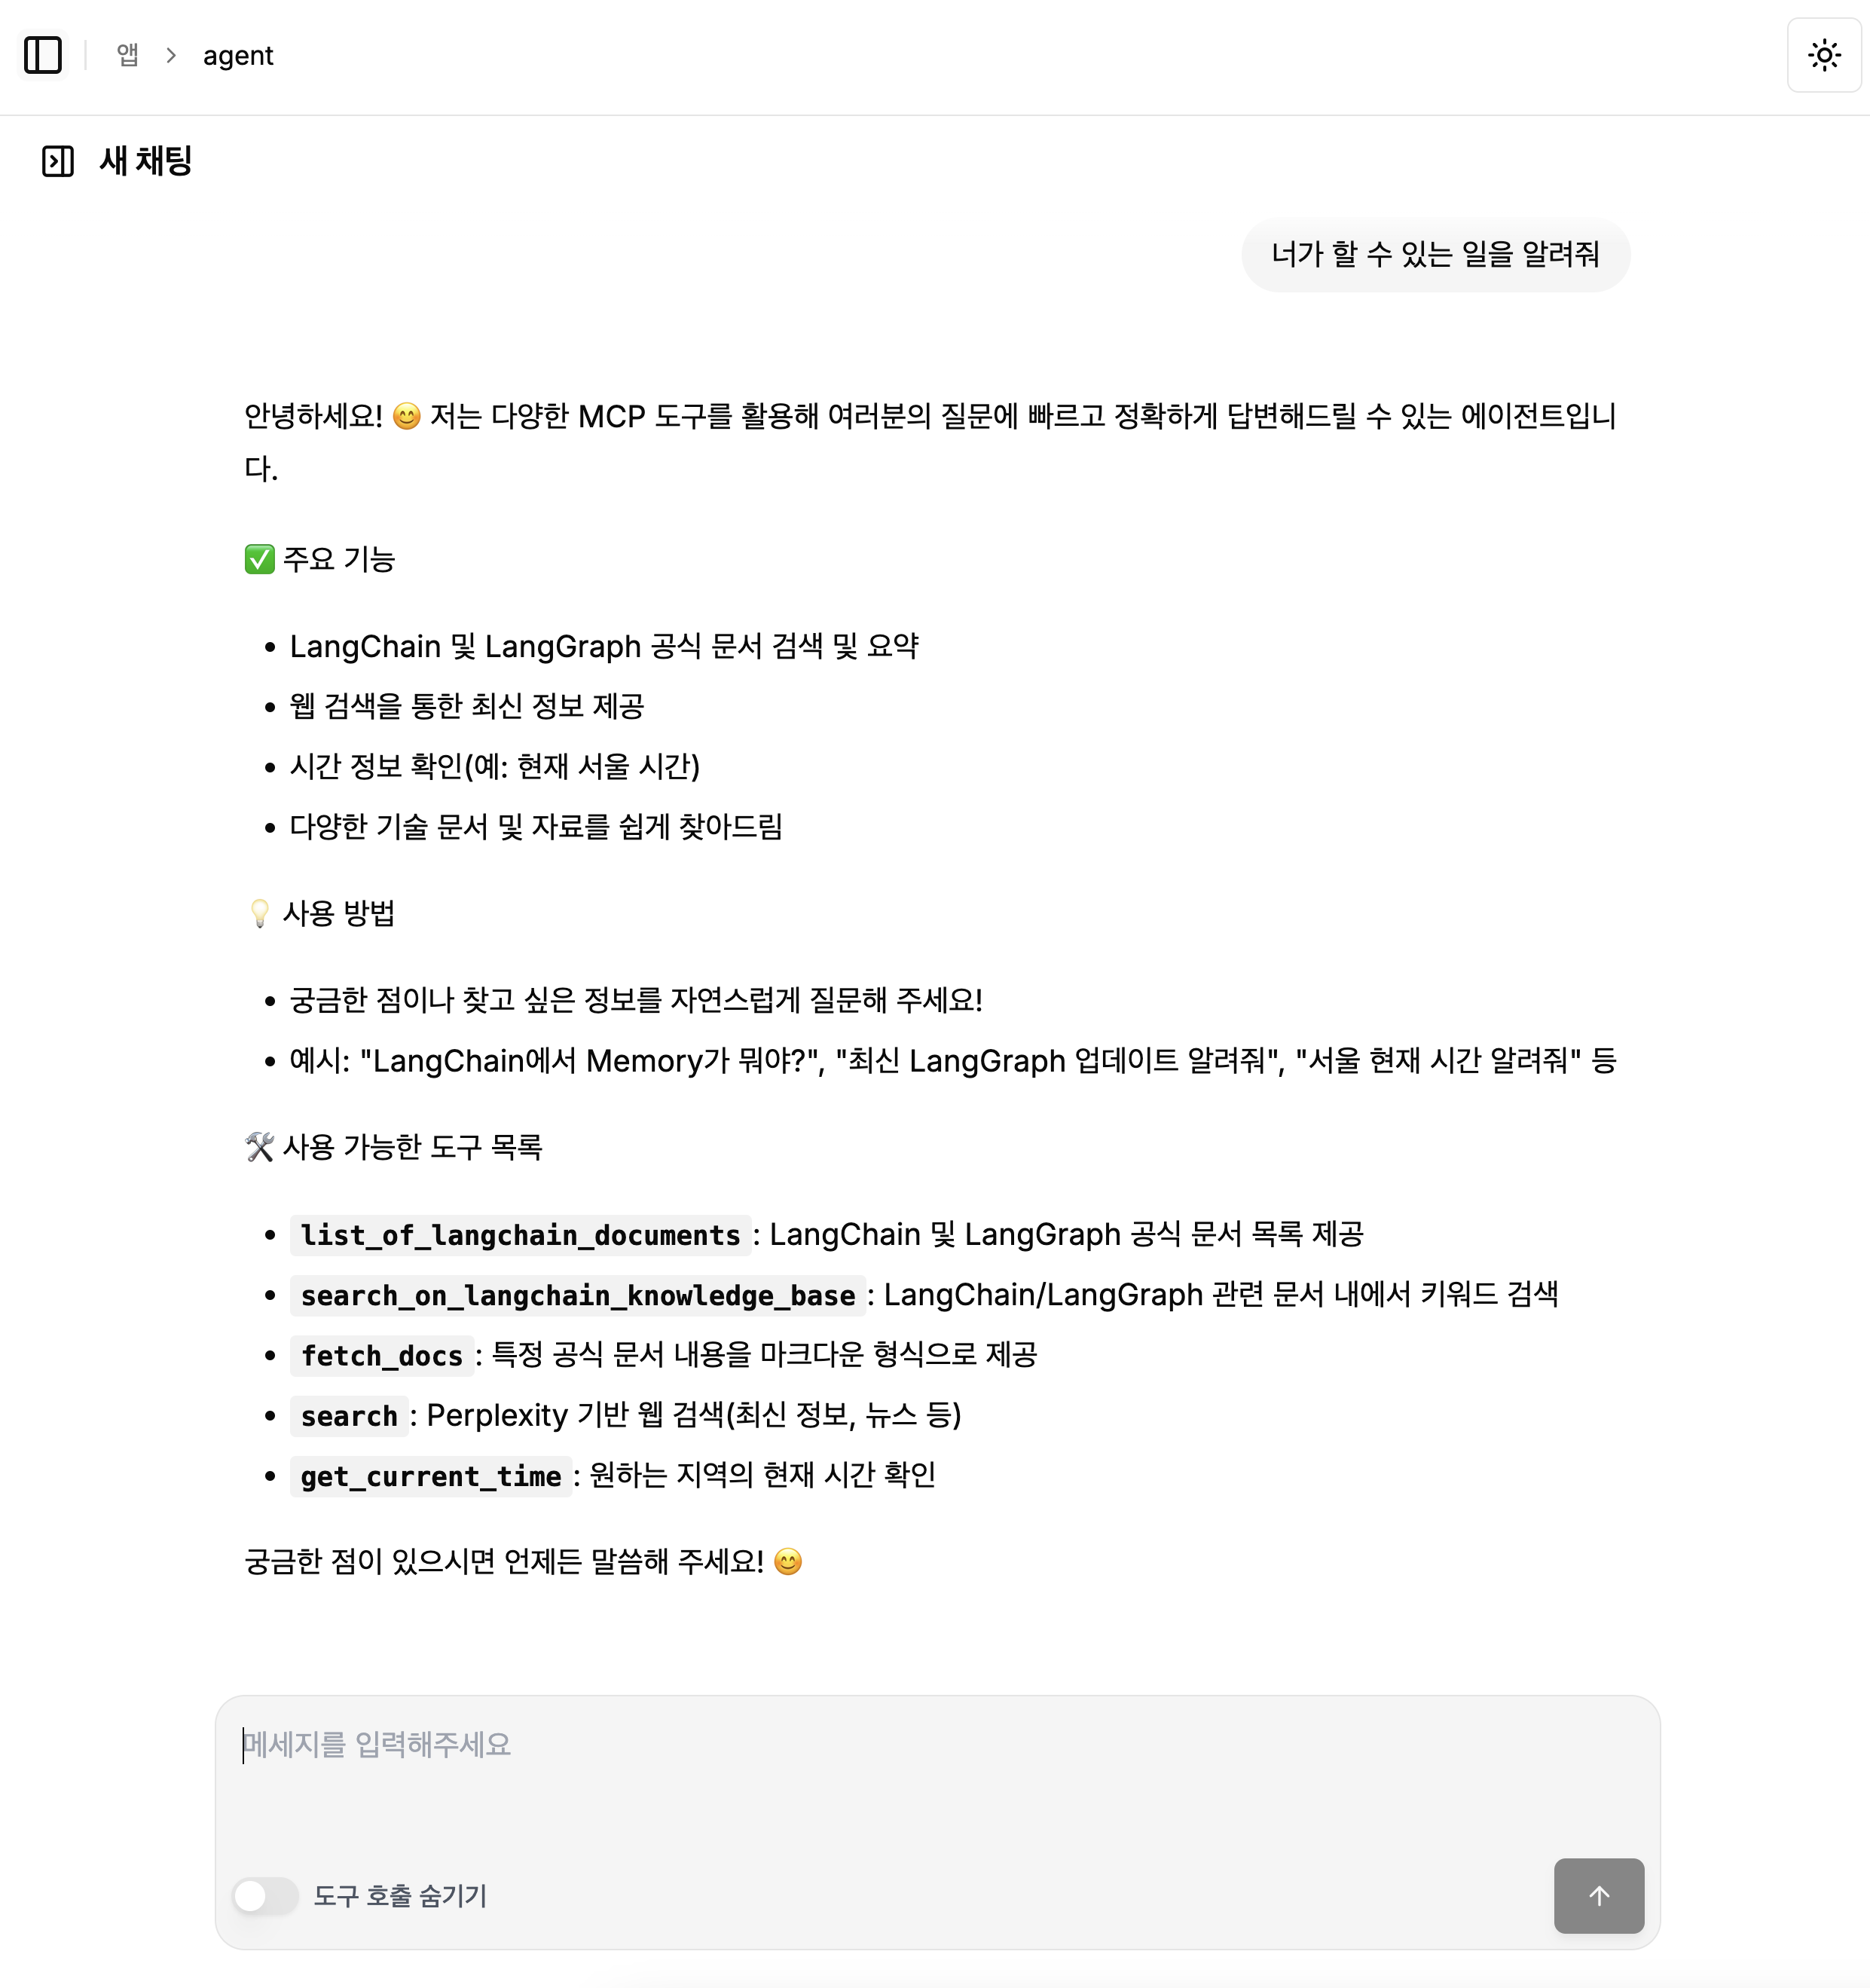 앱 > agent
새 채팅
너가 할 수 있는 일을 알려줘
안녕하세요! 😊 저는 다양한 MCP 도구를 활용해 여러분의 질문에 빠르고 정확하게 답변해드릴 수 있는 에이전트입니
다.
✅ 주요 기능
• LangChain 및 LangGraph 공식 문서 검색 및 요약
• 웹 검색을 통한 최신 정보 제공
• 시간 정보 확인(예: 현재 서울 시간)
• 다양한 기술 문서 및 자료를 쉽게 찾아드림
💡 사용 방법
• 궁금한 점이나 찾고 싶은 정보를 자연스럽게 질문해 주세요!
• 예시: "LangChain에서 Memory가 뭐야?", "최신 LangGraph 업데이트 알려줘", "서울 현재 시간 알려줘" 등
🛠 사용 가능한 도구 목록
• list_of_langchain_documents: LangChain 및 LangGraph 공식 문서 목록 제공
• search_on_langchain_knowledge_base: LangChain/LangGraph 관련 문서 내에서 키워드 검색
• fetch_docs: 특정 공식 문서 내용을 마크다운 형식으로 제공
• search: Perplexity 기반 웹 검색(최신 정보, 뉴스 등)
• get_current_time: 원하는 지역의 현재 시간 확인
궁금한 점이 있으시면 언제든 말씀해 주세요! 😊
메세지를 입력해주세요
도구 호출 숨기기